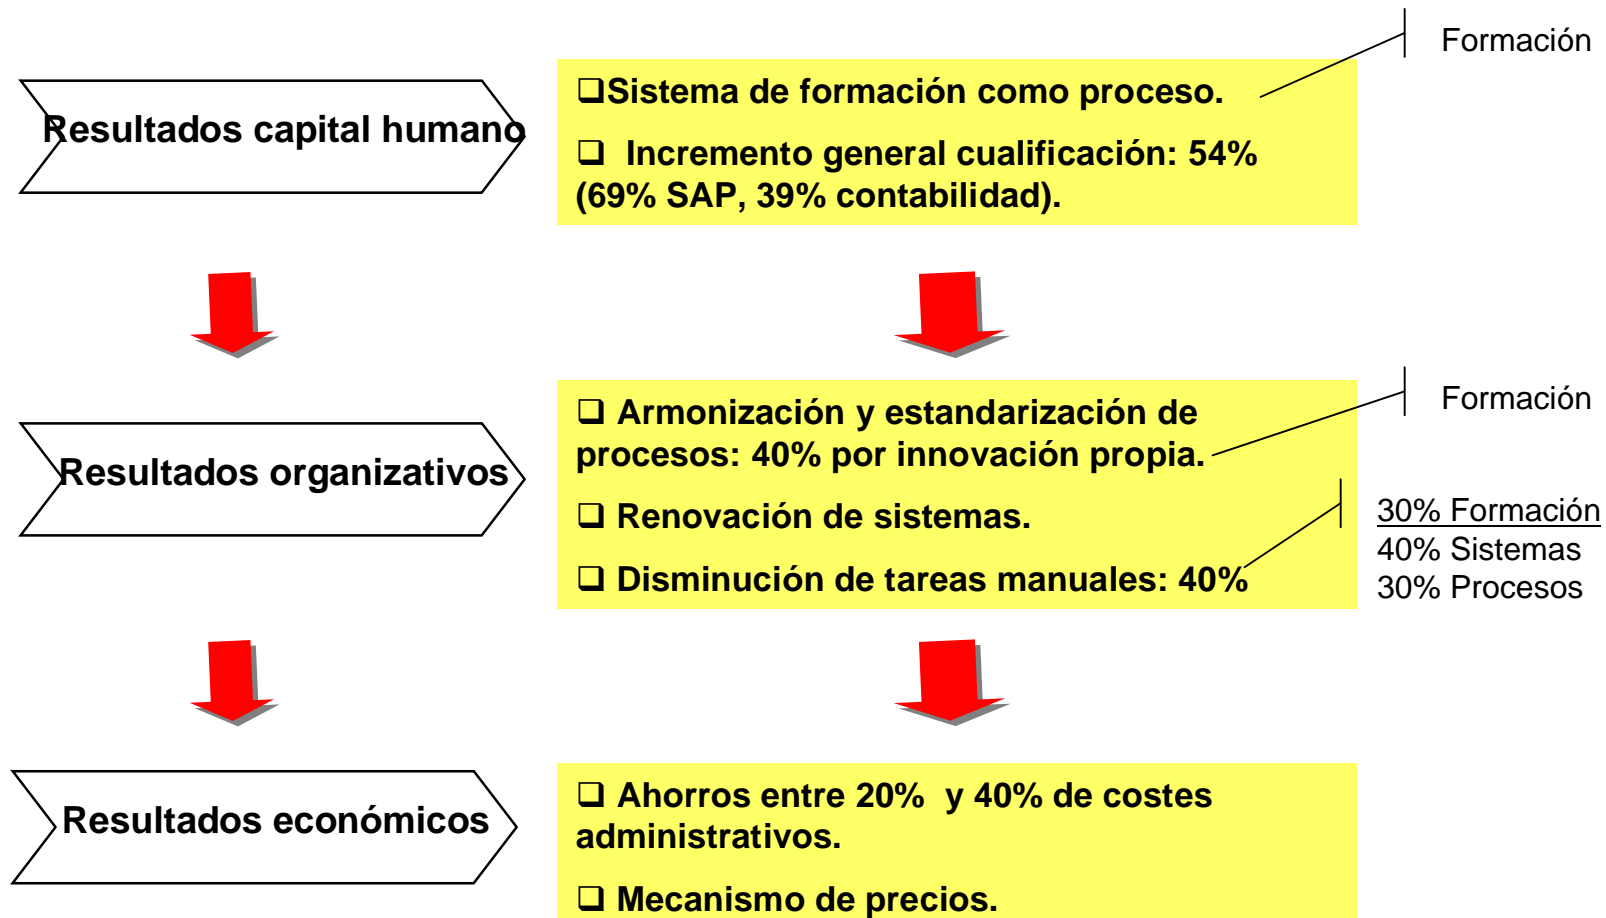 Formación
Resultados capital humano
❑Sistema de formación como proceso.
❑ Incremento general cualificación: 54%
(69% SAP, 39% contabilidad).
Formación
Resultados organizativos
❑ Armonización y estandarización de
procesos: 40% por innovación propia.
❑ Renovación de sistemas.
❑ Disminución de tareas manuales: 40%
30% Formación
40% Sistemas
30% Procesos
Resultados económicos
❑ Ahorros entre 20% y 40% de costes
administrativos.
❑ Mecanismo de precios.